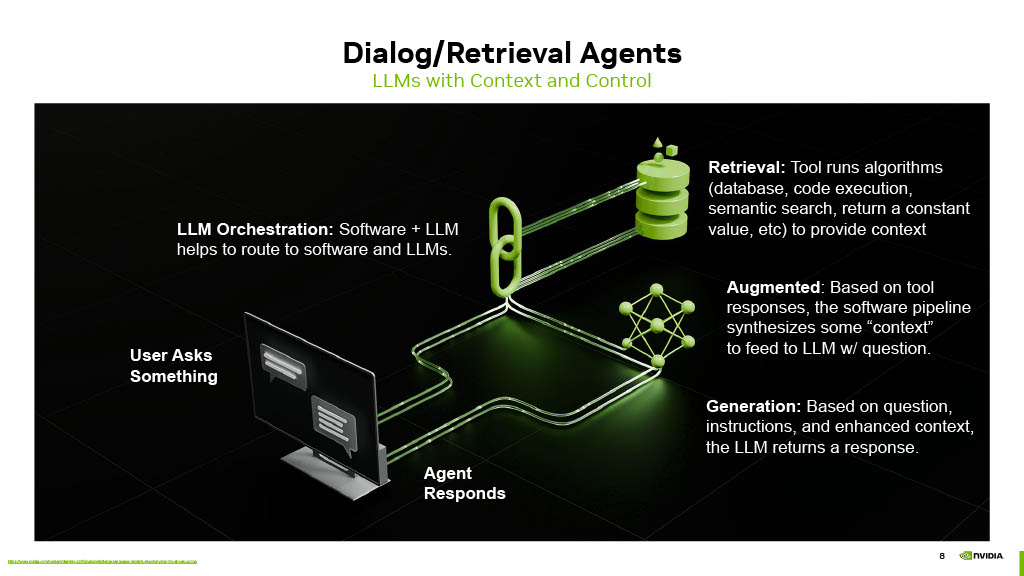 Dialog/Retrieval Agents
LLMs with Context and Control
Retrieval: Tool runs algorithms
(database, code execution,
semantic search, return a constant
value, etc) to provide context
LLM Orchestration: Software + LLM
helps to route to software and LLMs.
Augmented: Based on tool
responses, the software pipeline
synthesizes some “context”
to feed to LLM w/ question.
User Asks
Something
Generation: Based on question,
instructions, and enhanced context,
the LLM returns a response.
Agent
Responds
8
NVIDIA